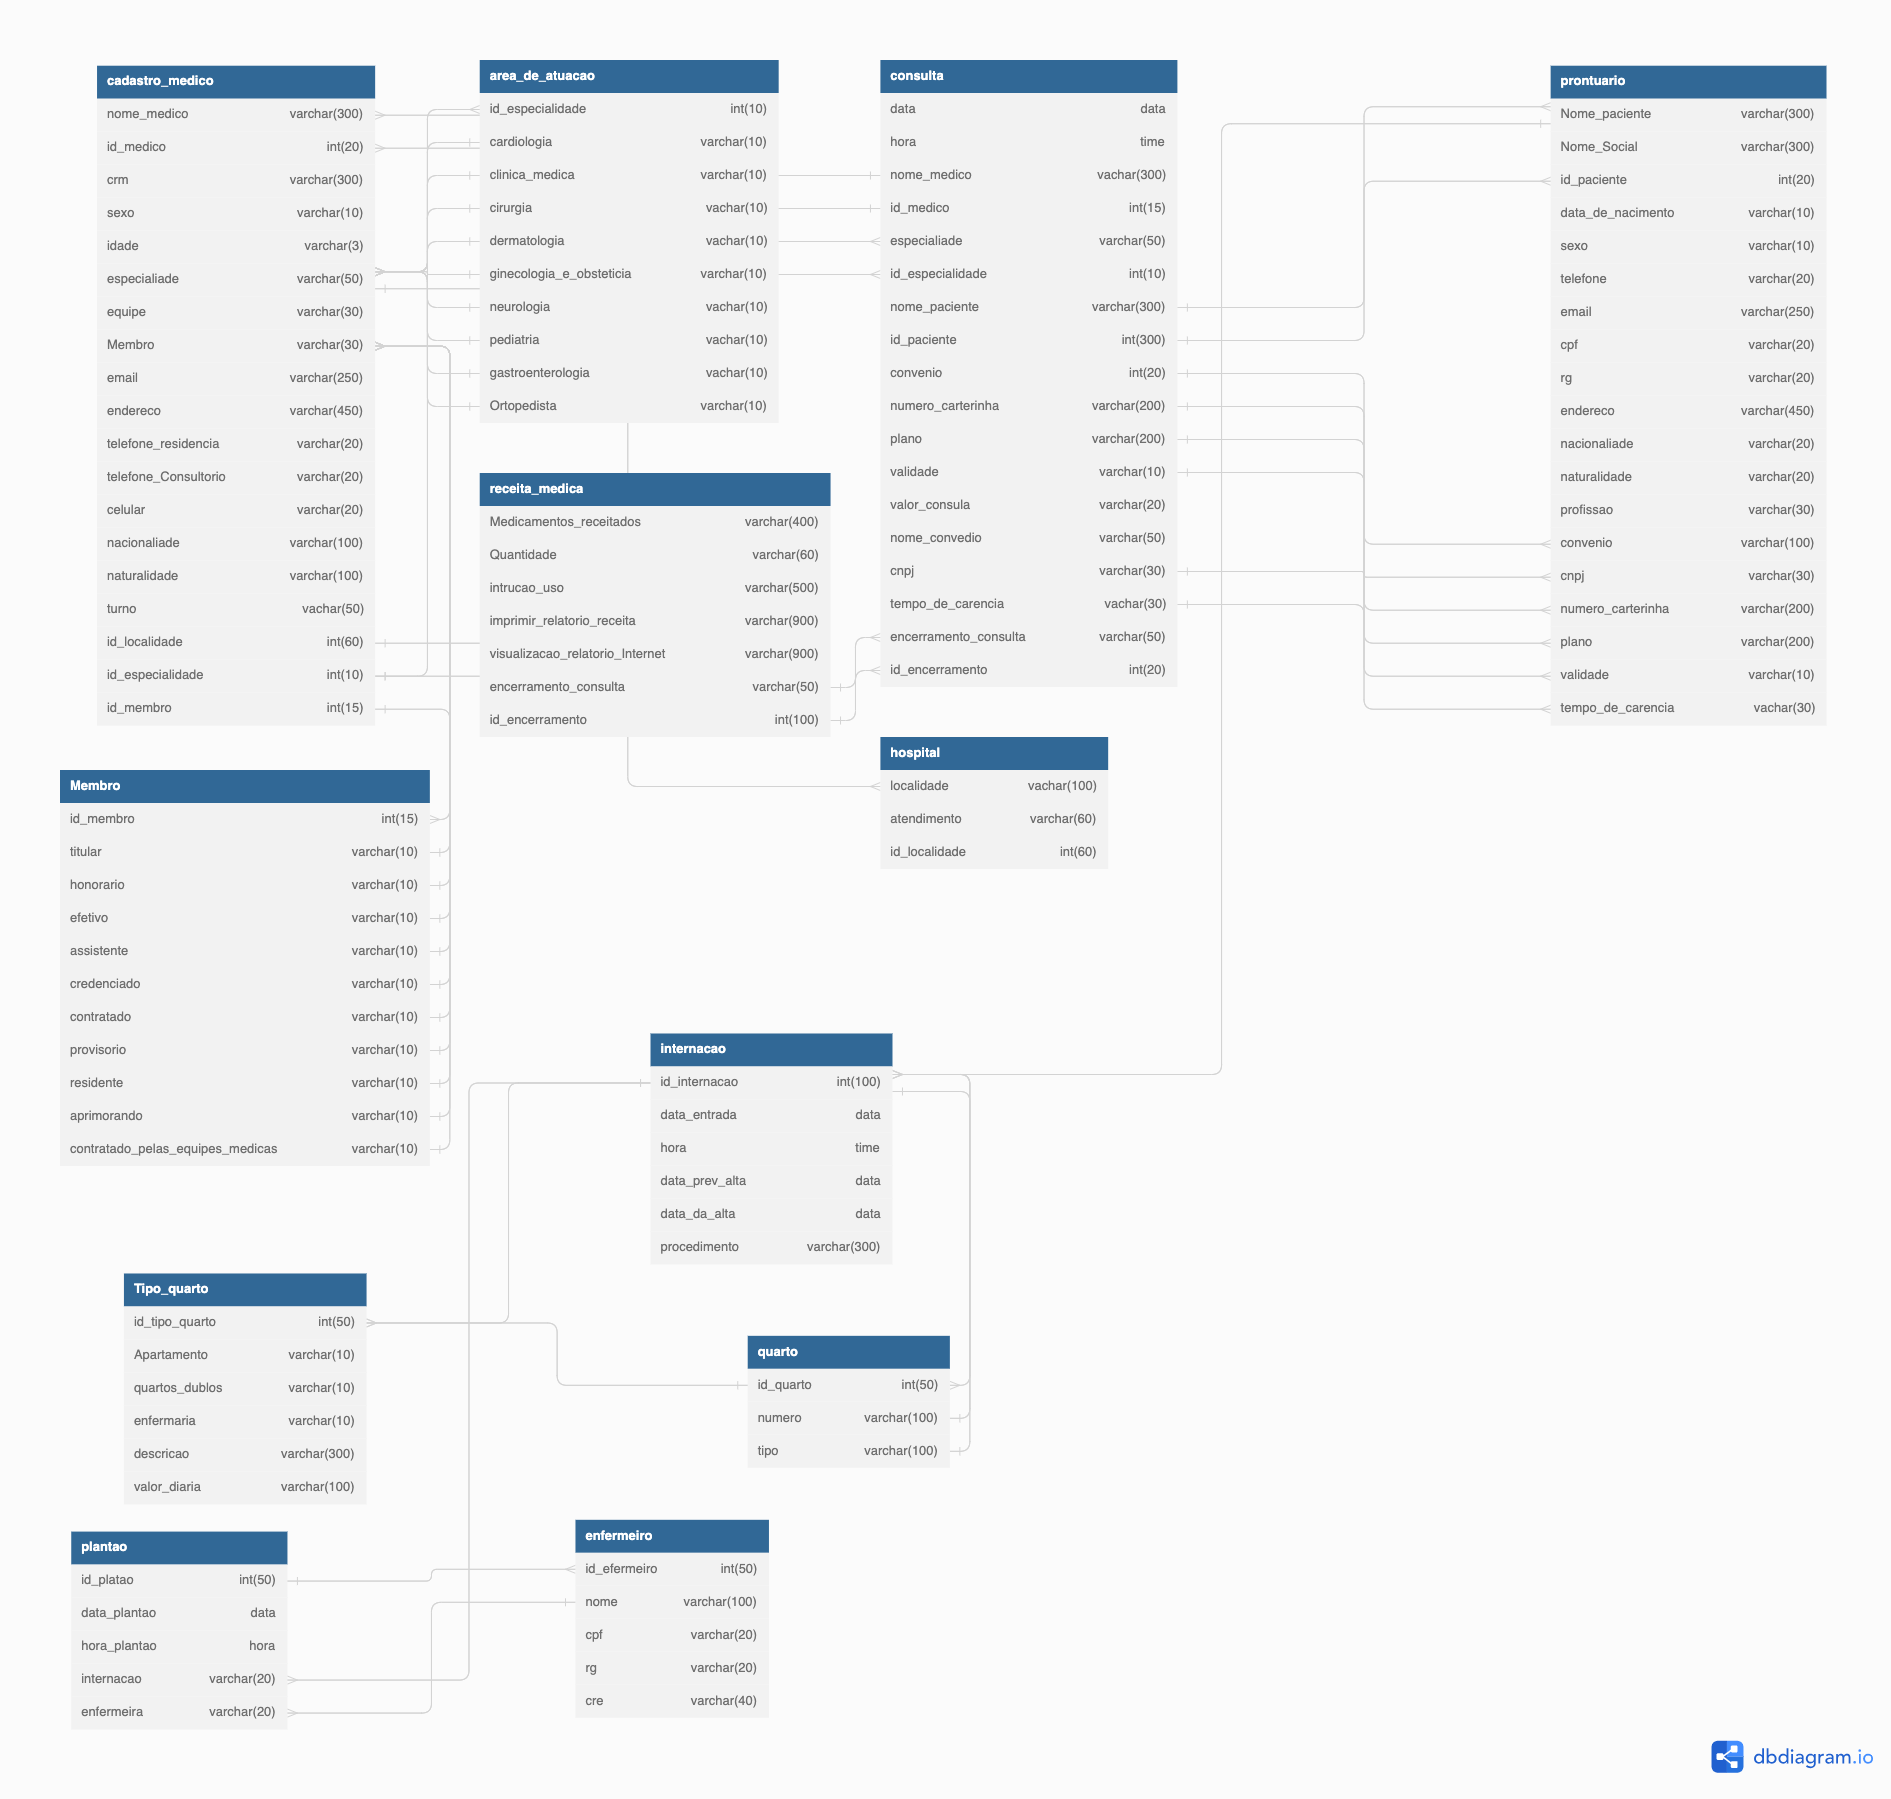 cadastro_medico
nome_medico varchar(300)
id_medico int(20)
crm varchar(300)
sexo varchar(10)
idade varchar(3)
especialiade varchar(50)
equipe varchar(30)
Membro varchar(30)
email varchar(250)
endereco varchar(450)
telefone_residencia varchar(20)
telefone_Consultorio varchar(20)
celular varchar(20)
nacionaliade varchar(100)
naturalidade varchar(100)
turno vachar(50)
id_localidade int(60)
id_especialidade int(10)
id_membro int(15)
area_de_atuacao
id_especialidade int(10)
cardiologia varchar(10)
clinica_medica varchar(10)
cirurgia vachar(10)
dermatologia vachar(10)
ginecologia_e_obsteticia varchar(10)
neurologia vachar(10)
pediatria vachar(10)
gastroenterologia vachar(10)
Ortopedista varchar(10)
consulta
data data
hora time
nome_medico vachar(300)
id_medico int(15)
especialiade varchar(50)
id_especialidade int(10)
nome_paciente varchar(300)
id_paciente int(300)
convenio int(20)
numero_carterinha varchar(200)
plano varchar(200)
validade varchar(10)
valor_consula varchar(20)
nome_convedio varchar(50)
cnpj varchar(30)
tempo_de_carencia vachar(30)
encerramento_consulta varchar(50)
id_encerramento int(20)
prontuario
Nome_paciente varchar(300)
Nome_Social varchar(300)
id_paciente int(20)
data_de_nacimento varchar(10)
sexo varchar(10)
telefone varchar(20)
email varchar(250)
cpf varchar(20)
rg varchar(20)
endereco varchar(450)
nacionaliade varchar(20)
naturalidade varchar(20)
profissao varchar(30)
convenio varchar(100)
cnpj varchar(30)
numero_carterinha varchar(200)
plano varchar(200)
validade varchar(10)
tempo_de_carencia vachar(30)
receita_medica
Medicamentos_receitados varchar(400)
Quantidade varchar(60)
intrucao_uso varchar(500)
imprimir_relatorio_receita varchar(900)
visualizacao_relatorio_Internet varchar(900)
encerramento_consulta varchar(50)
id_encerramento int(100)
hospital
localidade vachar(100)
atendimento varchar(60)
id_localidade int(60)
Membro
id_membro int(15)
titular varchar(10)
honorario varchar(10)
efetivo varchar(10)
assistente varchar(10)
credenciado varchar(10)
contratado varchar(10)
provisorio varchar(10)
residente varchar(10)
aprimorando varchar(10)
contratado_pelas_equipes_medicas varchar(10)
internacao
id_internacao int(100)
data_entrada data
hora time
data_prev_alta data
data_da_alta data
procedimento varchar(300)
Tipo_quarto
id_tipo_quarto int(50)
Apartamento varchar(10)
quartos_dublos varchar(10)
enfermaria varchar(10)
descricao varchar(300)
valor_diaria varchar(100)
quarto
id_quarto int(50)
numero varchar(100)
tipo varchar(100)
plantao
id_platao int(50)
data_plantao data
hora_plantao hora
internacao varchar(20)
enfermeira varchar(20)
enfermeiro
id_efermeiro int(50)
nome varchar(100)
cpf varchar(20)
rg varchar(20)
cre varchar(40)
dbdiagram.io